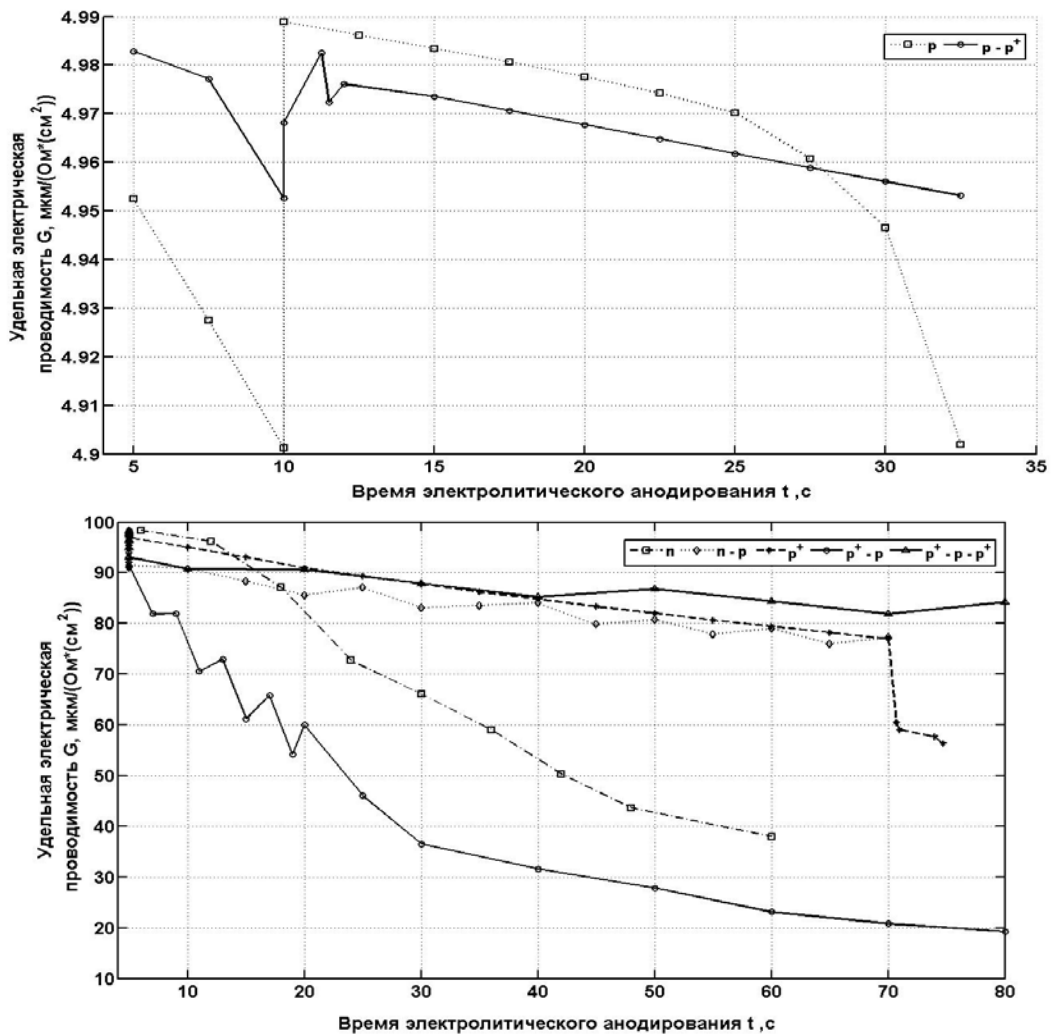 Удельная электрическая
проводимость G, мкм/(Ом*(см²)
4.99
4.98
4.97
4.96
4.95
4.94
4.93
4.92
4.91
4.9
p p - p⁺
5 10 15 20 25 30 35
Время электролитического анодирования t ,с
Удельная электрическая
проводимость G, мкм/(Ом*(см²)
100
90
80
70
60
50
40
30
20
10
n n - p p⁺ p⁺ - p p⁺ - p - p⁺
10 20 30 40 50 60 70 80
Время электролитического анодирования t ,с